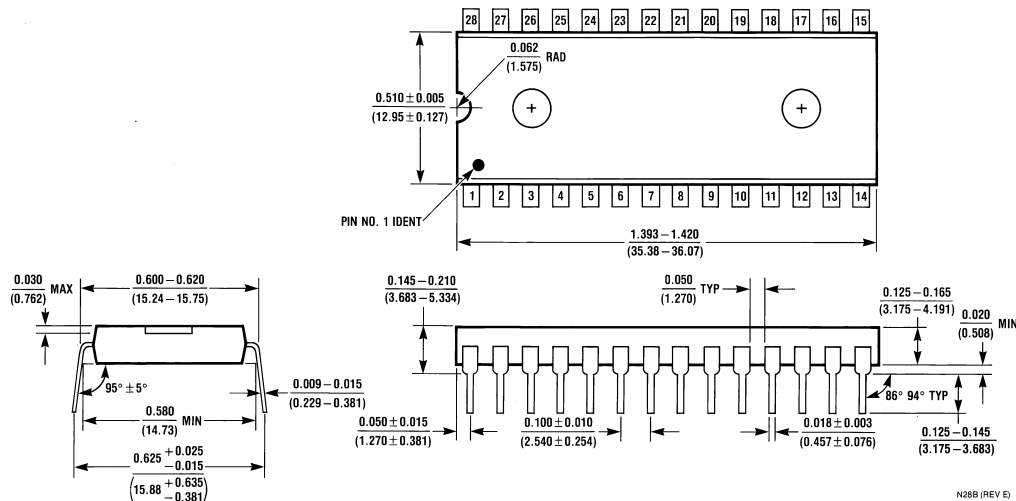 28 27 26 25 24 23 22 21 20 19 18 17 16 15
0.062
(1.575)
RAD
0.510 ± 0.005
(12.95 ± 0.127)
1 2 3 4 5 6 7 8 9 10 11 12 13 14
PIN NO. 1 IDENT
1.393 – 1.420
(35.38 – 36.07)
0.030
(0.762)
MAX
0.600 – 0.620
(15.24 – 15.75)
95° ± 5°
0.009 – 0.015
(0.229 – 0.381)
0.580
(14.73)
MIN
0.625 +0.025
-0.015
(15.88 +0.635
-0.381)
0.145 – 0.210
(3.683 – 5.334)
0.050
(1.270)
TYP
0.125 – 0.165
(3.175 – 4.191)
0.020
(0.508)
MIN
0.050 ± 0.015
(1.270 ± 0.381)
0.100 ± 0.010
(2.540 ± 0.254)
0.018 ± 0.003
(0.457 ± 0.076)
86° 94° TYP
0.125 – 0.145
(3.175 – 3.683)
N28B (REV E)